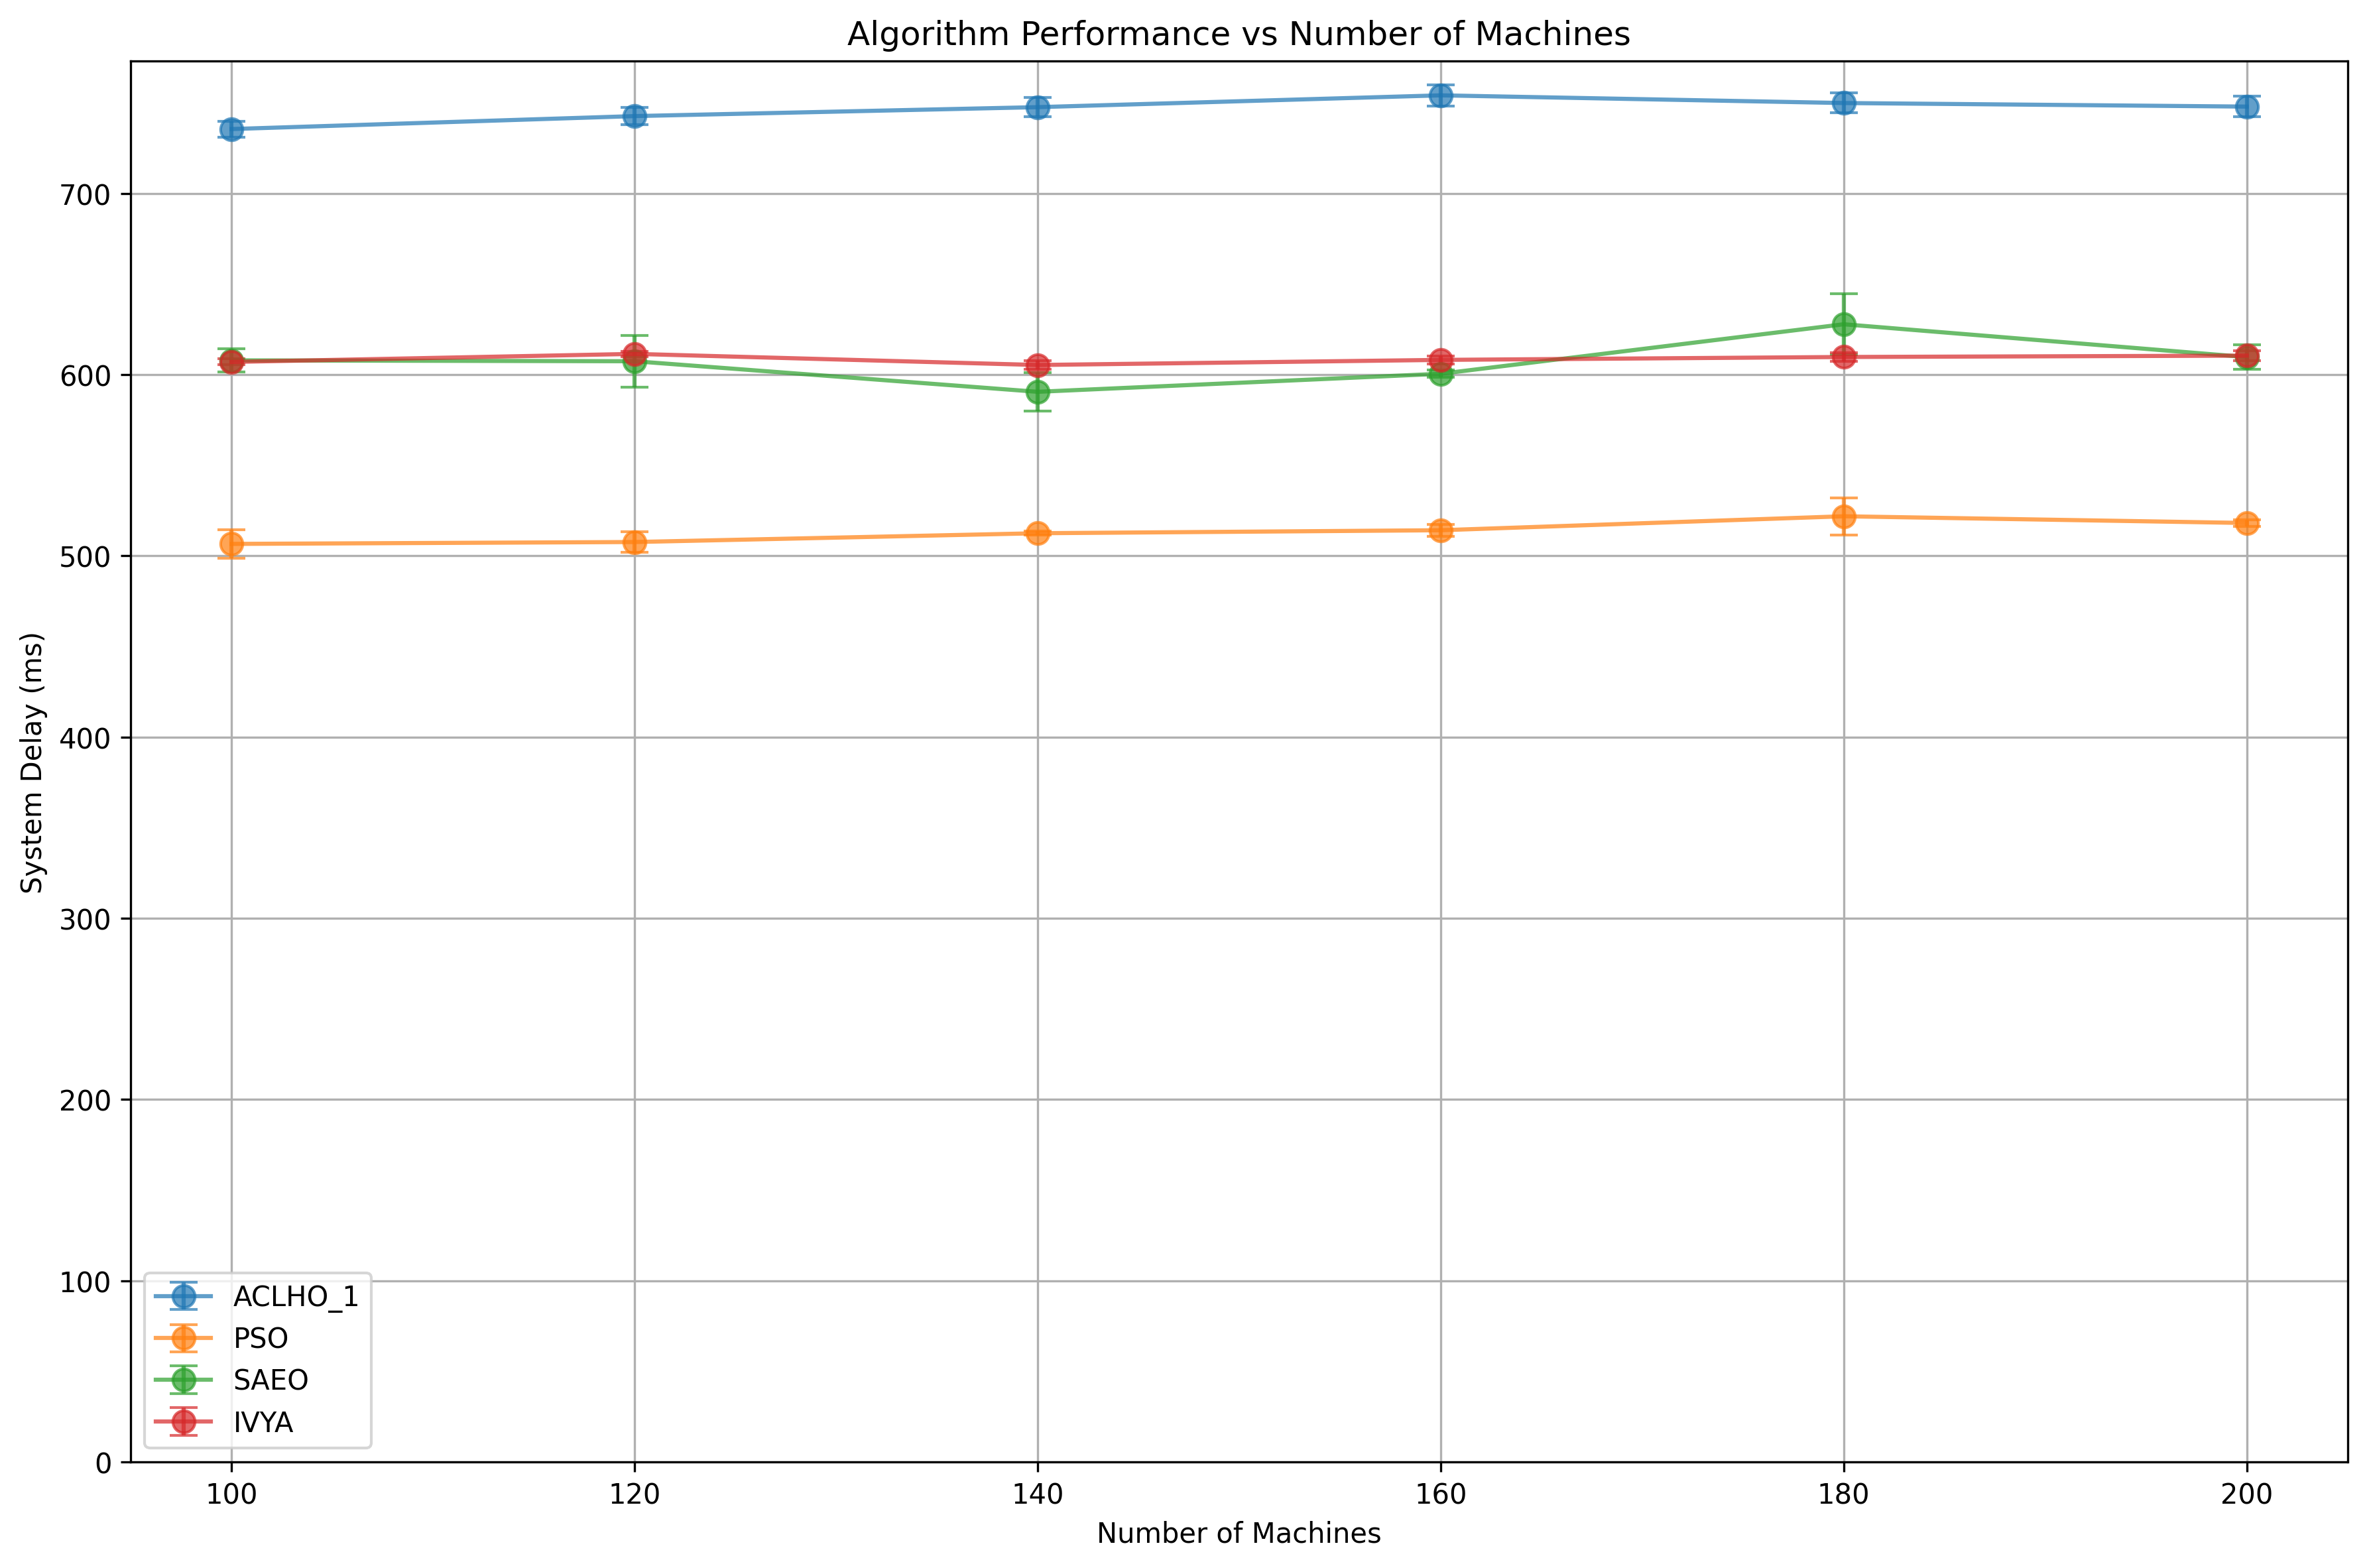 Algorithm Performance vs Number of Machines
System Delay (ms)
700
600
500
400
300
200
100
0
ACLHO_1
PSO
SAEO
IVYA
100 120 140 160 180 200
Number of Machines